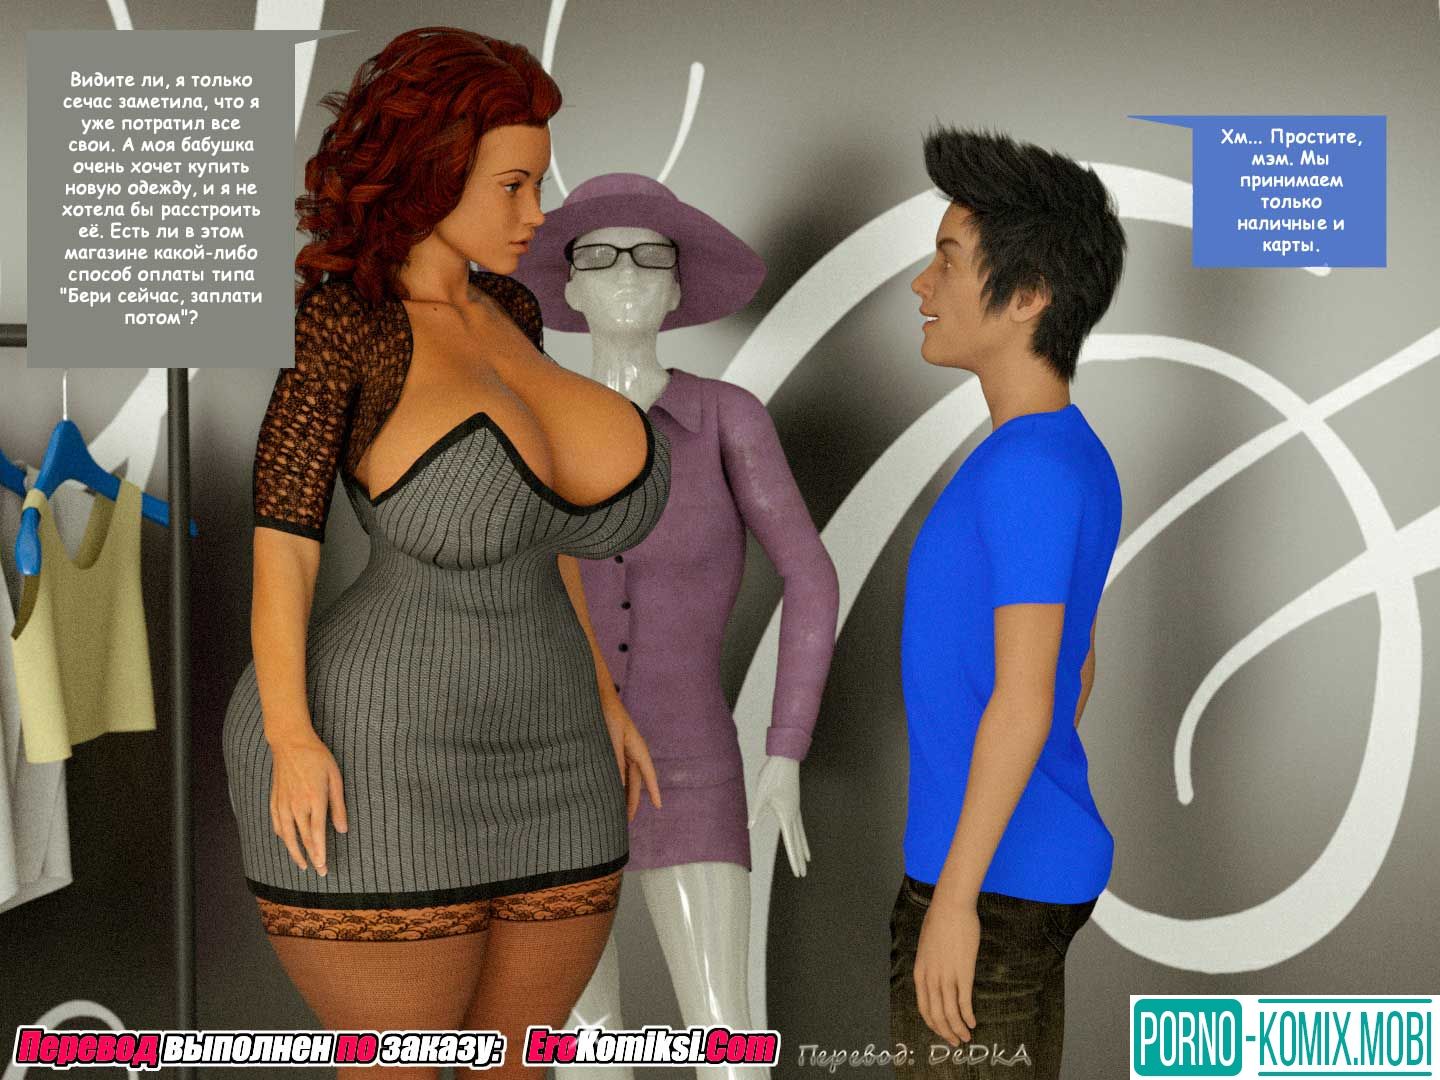 Видите ли, я только
сечас заметила, что я
уже потратил все
свои. А моя бабушка
очень хочет купить
новую одежду, и я не
хотела бы расстроить
её. Есть ли в этом
магазине какой-либо
способ оплаты типа
"Бери сейчас, заплати
потом"?
Хм... Простите,
мэм. Мы
принимаем
только
наличные и
карты.
Перевод выполнен по заказу: EroKomiksi.Com
Перевод: DeDkA
PORNO-KOMIX.MOBI